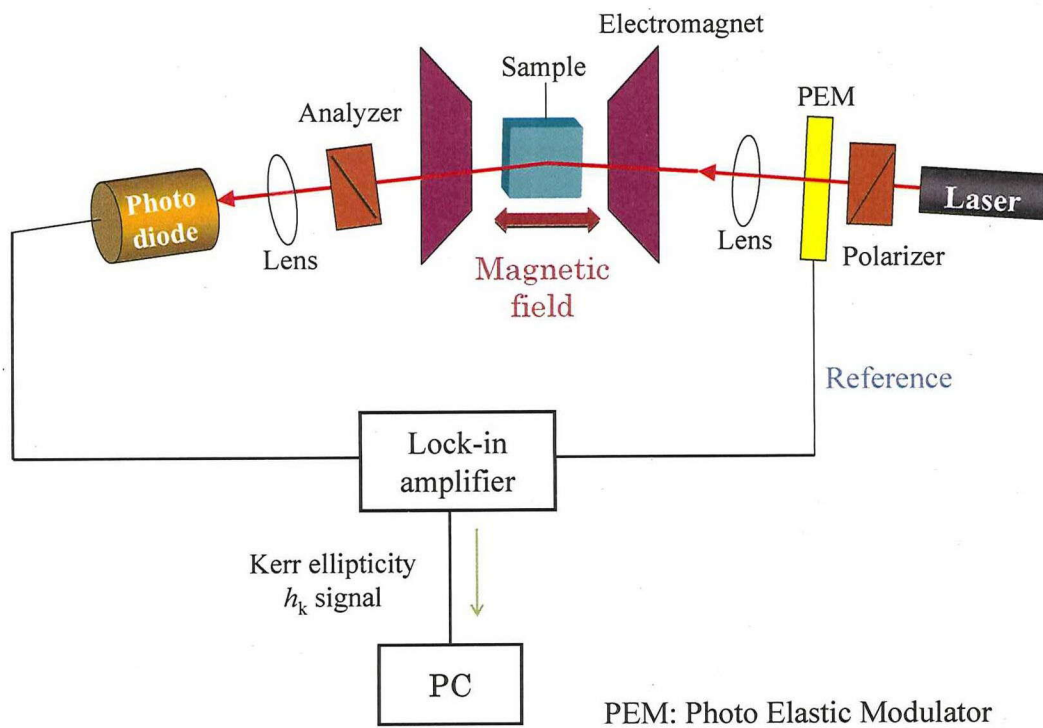 Electromagnet
Sample
PEM
Analyzer
Photo
diode
Laser
Lens
Lens
Polarizer
Magnetic
field
Reference
Lock-in
amplifier
Kerr ellipticity
hk signal
PC
PEM: Photo Elastic Modulator